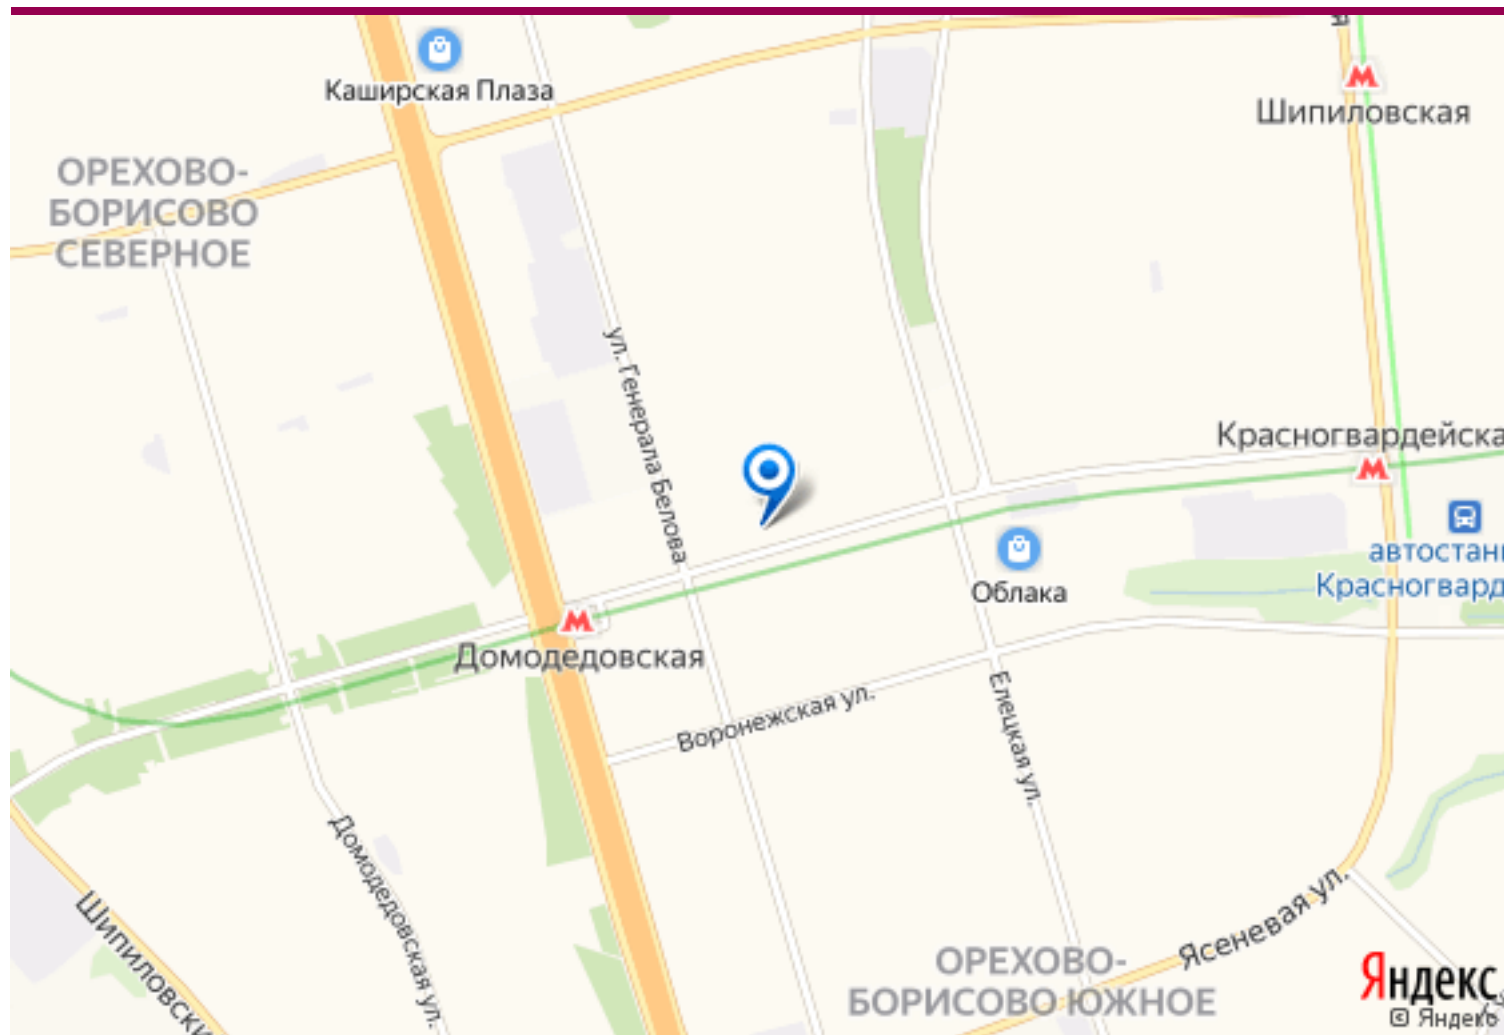 Каширская Плаза
Шипиловская
ОРЕХОВО-
БОРИСОВО
СЕВЕРНОЕ
ул. Генерала Белова
Красногвардейска
автостан
Облака
Красногвард
Домодедовская
Воронежская ул.
Елецкая ул.
Домодедовская ул.
Шипиловски
Ясеневая ул.
ОРЕХОВО-
БОРИСОВО ЮЖНОЕ
Яндекс
© Яндекс